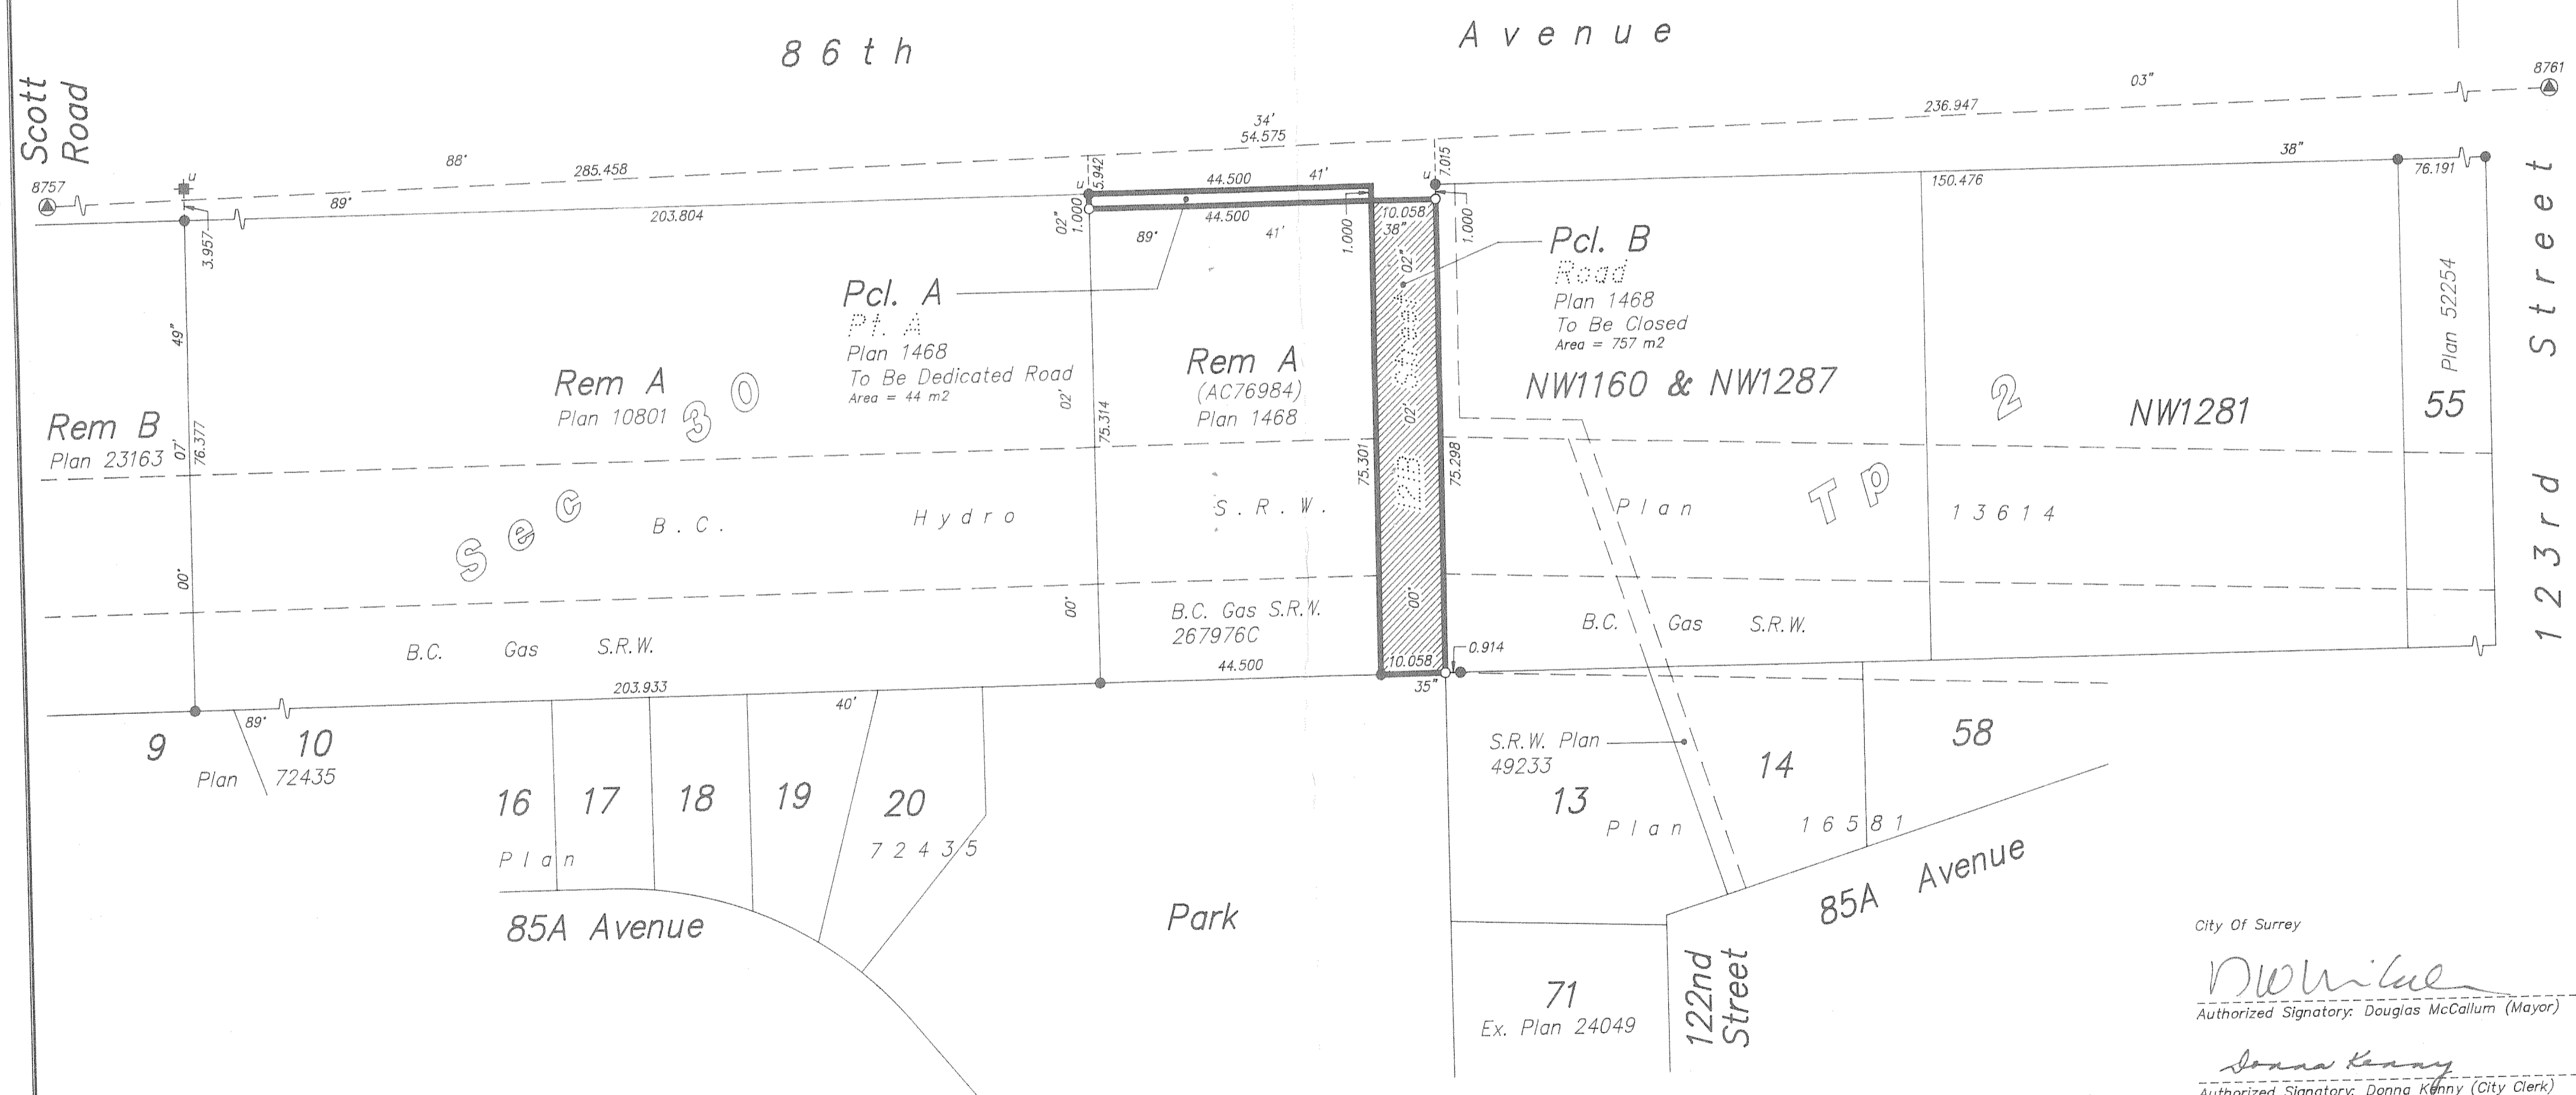 86th Avenue
Scott
Road
123rd Street
8757
8761
88°
285.458
34'
54.575
236.947
03"
u
u
u
89°
3.957
203.804
5.942
02"
1.000
44.500
41'
44.500
89°
41'
1.000
10.058
38"
7.015
1.000
150.476
38"
76.191
Pcl. A
Pt. A
Plan 1468
To Be Dedicated Road
Area = 44 m2
Pcl. B
Road
Plan 1468
To Be Closed
Area = 757 m2
Rem B
Plan 23163
49"
07'
76.377
00°
Rem A
Plan 10801
Sec 30
02'
75.314
00°
Rem A
(AC76984)
Plan 1468
75.301
02"
02'
00°
121B Street
75.298
NW1160 & NW1287
Tp 2
NW1281
55
Plan 52254
B.C. Hydro S.R.W.
Plan 13614
B.C. Gas S.R.W.
B.C. Gas S.R.W.
267976C
B.C. Gas S.R.W.
203.933
44.500
10.058
0.914
35"
89°
40'
9
10
Plan 72435
16
17
18
19
20
Plan 72435
85A Avenue
Park
S.R.W. Plan
49233
13
14
58
Plan 16581
85A Avenue
71
Ex. Plan 24049
122nd
Street
City Of Surrey
Authorized Signatory: Douglas McCallum (Mayor)
Donna Kenny
Authorized Signatory: Donna Kenny (City Clerk)